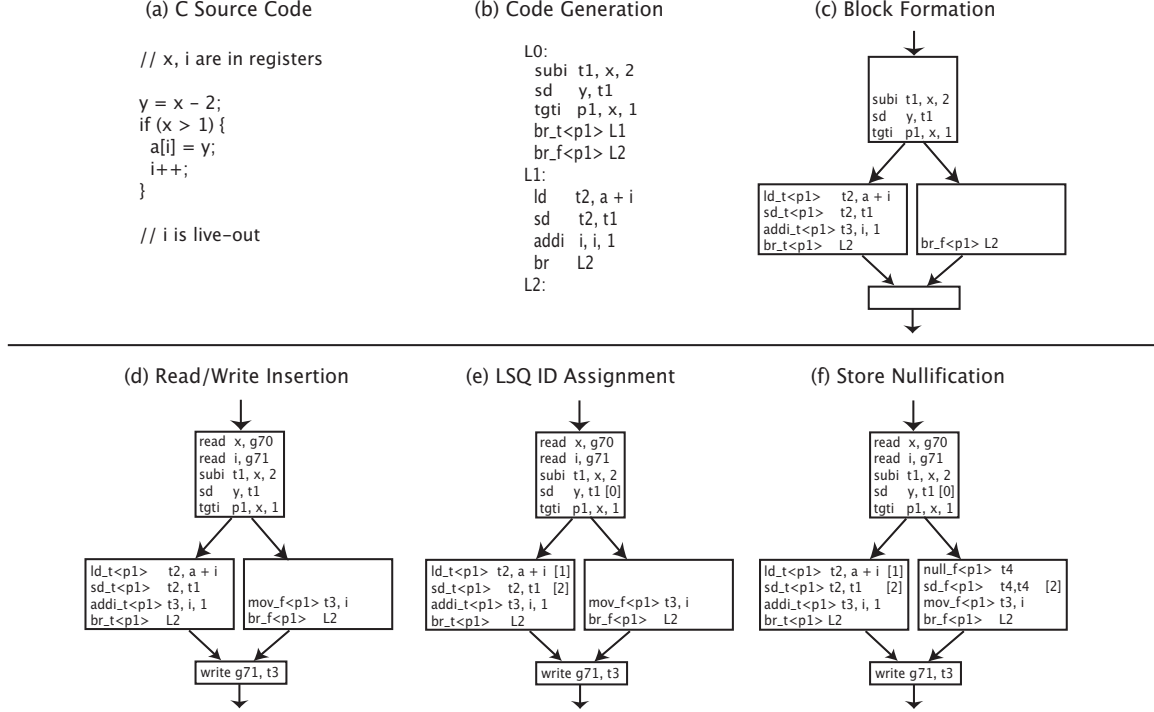 (a) C Source Code
// x, i are in registers
y = x - 2;
if (x > 1) {
a[i] = y;
i++;
}
// i is live-out
(b) Code Generation
L0:
subi t1, x, 2
sd y, t1
tgti p1, x, 1
br_t<p1> L1
br_f<p1> L2
L1:
ld t2, a + i
sd t2, t1
addi i, i, 1
br L2
L2:
(c) Block Formation
subi t1, x, 2
sd y, t1
tgti p1, x, 1
ld_t<p1> t2, a + i
sd_t<p1> t2, t1
addi_t<p1> t3, i, 1
br_t<p1> L2
br_f<p1> L2
(d) Read/Write Insertion
read x, g70
read i, g71
subi t1, x, 2
sd y, t1
tgti p1, x, 1
ld_t<p1> t2, a + i
sd_t<p1> t2, t1
addi_t<p1> t3, i, 1
br_t<p1> L2
mov_f<p1> t3, i
br_f<p1> L2
write g71, t3
(e) LSQ ID Assignment
read x, g70
read i, g71
subi t1, x, 2
sd y, t1 [0]
tgti p1, x, 1
ld_t<p1> t2, a + i [1]
sd_t<p1> t2, t1 [2]
addi_t<p1> t3, i, 1
br_t<p1> L2
mov_f<p1> t3, i
br_f<p1> L2
write g71, t3
(f) Store Nullification
read x, g70
read i, g71
subi t1, x, 2
sd y, t1 [0]
tgti p1, x, 1
ld_t<p1> t2, a + i [1]
sd_t<p1> t2, t1 [2]
addi_t<p1> t3, i, 1
br_t<p1> L2
null_f<p1> t4
sd_f<p1> t4,t4 [2]
mov_f<p1> t3, i
br_f<p1> L2
write g71, t3